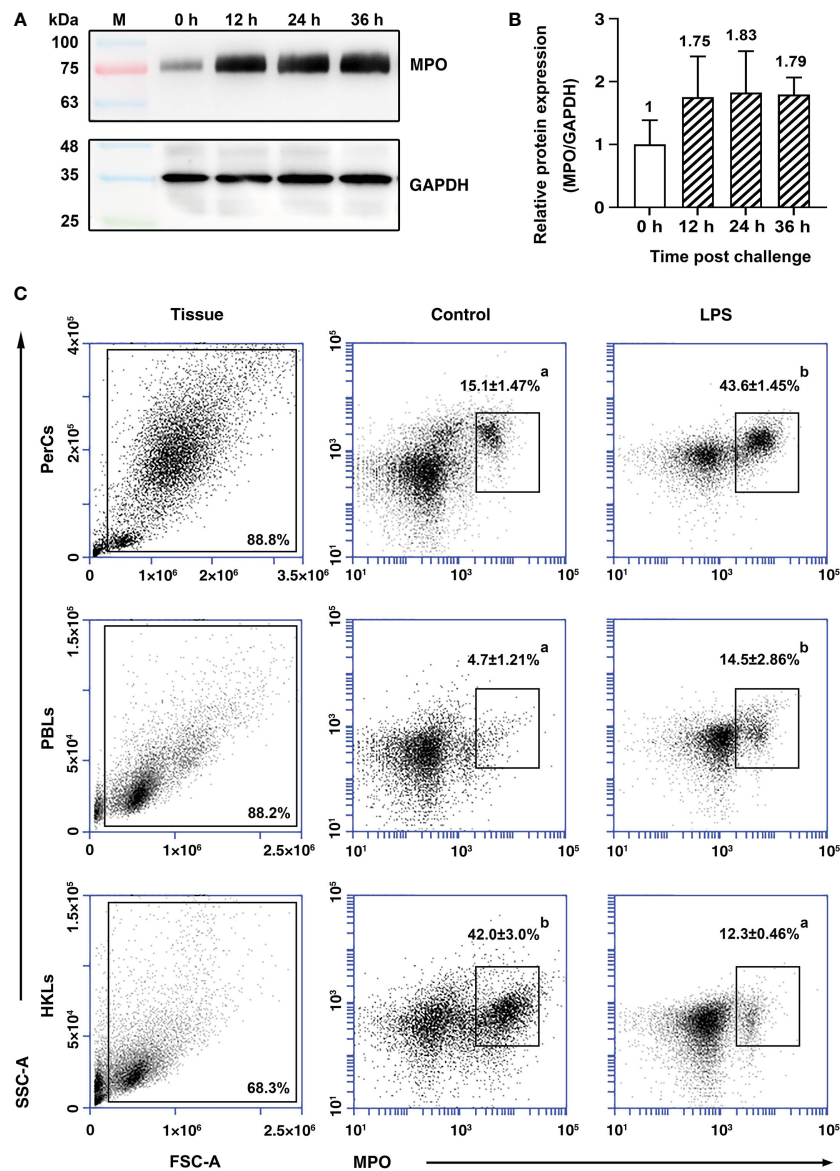 A
kDa M 0 h 12 h 24 h 36 h
100
75
63
MPO
48
35
25
GAPDH
B
Relative protein expression
(MPO/GAPDH)
3
2
1
0
1
1.75
1.83
1.79
0 h 12 h 24 h 36 h
Time post challenge
C
Tissue Control LPS
PerCs
4×10⁵
2×10⁵
0
88.8%
0 1×10⁶ 2×10⁶ 3.5×10⁶
10⁵
10³
10¹
15.1±1.47% a
10¹ 10³ 10⁵
43.6±1.45% b
10¹ 10³ 10⁵
PBLs
1.5×10⁵
5×10⁴
0
88.2%
0 1×10⁶ 2.5×10⁶
10⁵
10³
10¹
4.7±1.21% a
10¹ 10³ 10⁵
14.5±2.86% b
10¹ 10³ 10⁵
HKLs
1.5×10⁵
5×10⁴
0
68.3%
0 1×10⁶ 2.5×10⁶
10⁵
10³
10¹
42.0±3.0% b
10¹ 10³ 10⁵
12.3±0.46% a
10¹ 10³ 10⁵
SSC-A
FSC-A MPO